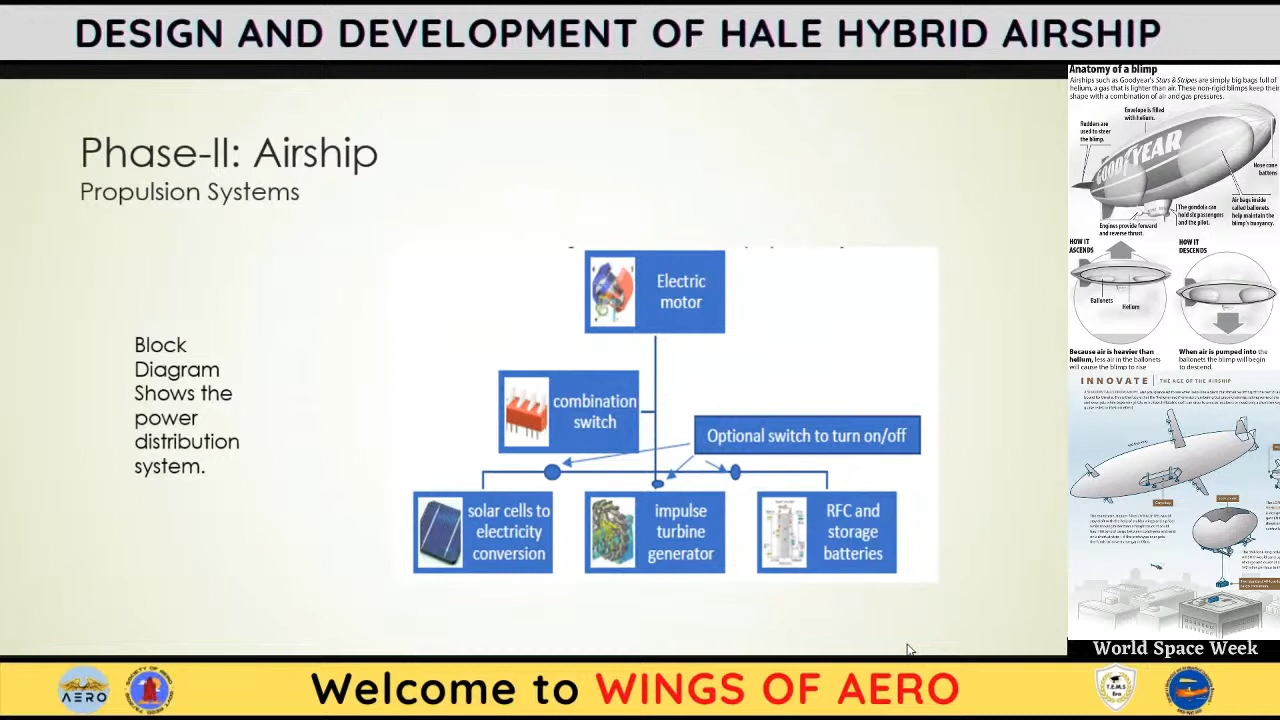 DESIGN AND DEVELOPMENT OF HALE HYBRID AIRSHIP
Phase-II: Airship
Propulsion Systems
Block
Diagram
Shows the
power
distribution
system.
Electric
motor
combination
switch
Optional switch to turn on/off
solar cells to
electricity
conversion
impulse
turbine
generator
RFC and
storage
batteries
Anatomy of a blimp
Airships such as Goodyear's Stars & Stripes are simply big bags full of
helium, a gas that is lighter than air. These non-rigid blimps keep their
shape with a combination of air and gas pressures.
Envelope is filled
with helium.
Rudders are
used to steer
the blimp.
GOODYEAR
Nose cone
battens
Air bags inside
called ballonets
help maintain the
blimp's buoyancy.
The gondola can
hold six passengers
and the pilot.
Engines provide forward
and reverse thrust.
HOW IT
ASCENDS
HOW IT
DESCENDS
Ballonets
Helium
Because air is heavier than
helium, less air in the ballonets
will cause the blimp to rise
When air is pumped into the
ballonets the blimp will begin
to descend.
INNOVATE | THE AGE OF THE AIRSHIP
World Space Week
AERO
Welcome to WINGS OF AERO
T.E.M.S